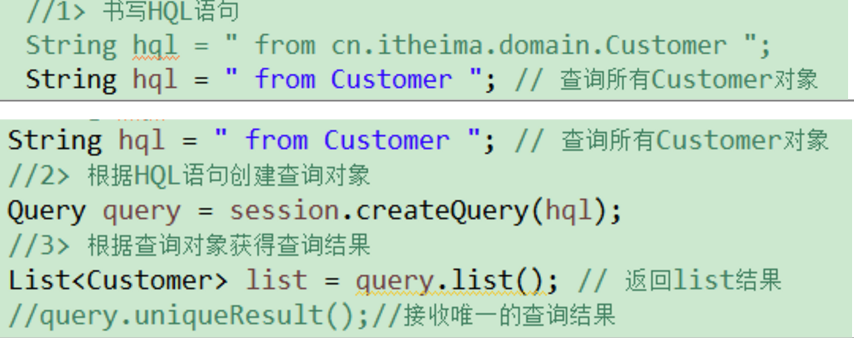 //1> 书写HQL语句
String hql = " from cn.itheima.domain.Customer ";
String hql = " from Customer "; // 查询所有Customer对象
String hql = " from Customer "; // 查询所有Customer对象
//2> 根据HQL语句创建查询对象
Query query = session.createQuery(hql);
//3> 根据查询对象获得查询结果
List<Customer> list = query.list(); // 返回list结果
//query.uniqueResult();//接收唯一的查询结果